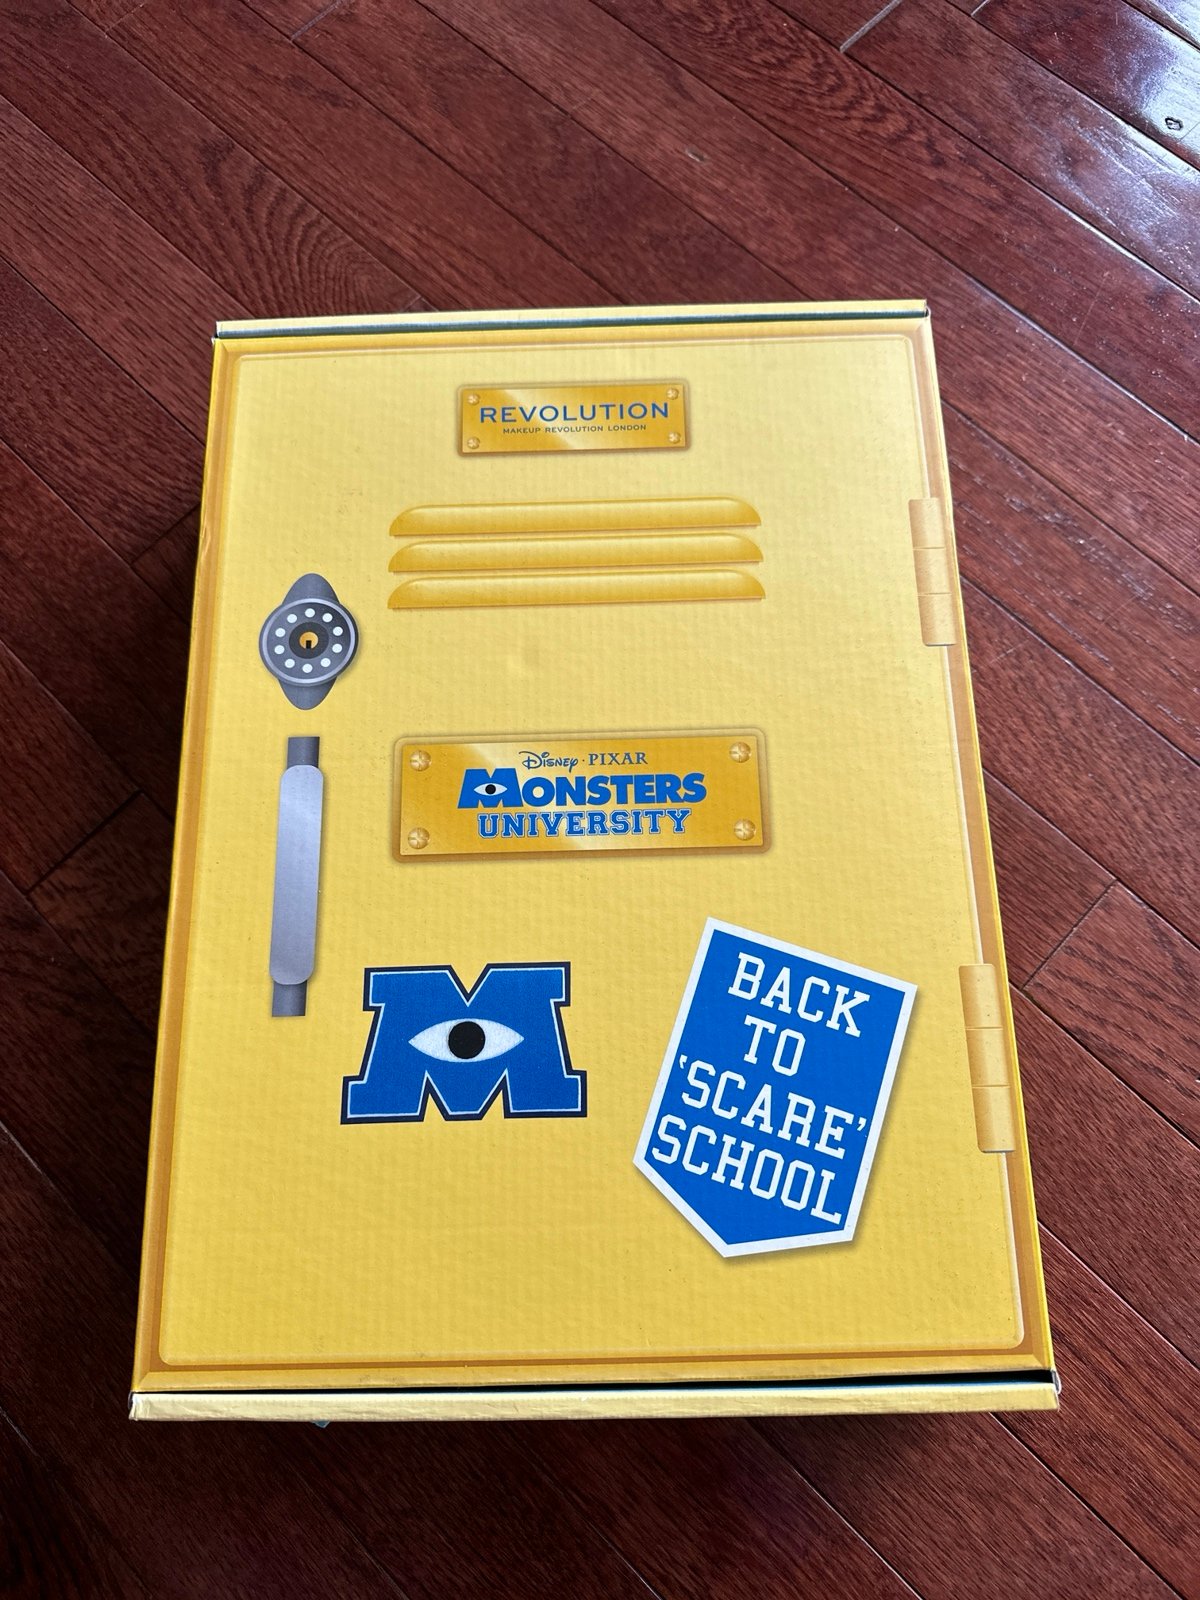 REVOLUTION
MAKEUP REVOLUTION LONDON
Disney · PIXAR
MONSTERS
UNIVERSITY
M
BACK
TO
‘SCARE’
SCHOOL